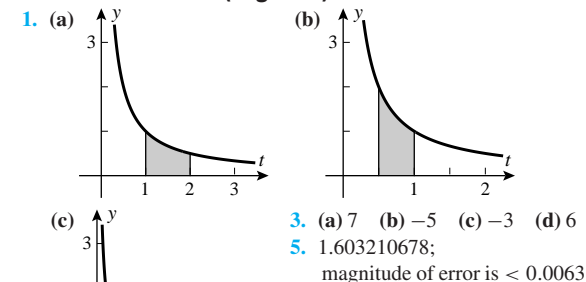 1. (a) y
3
1 2 3 t
(b) y
3
1 2 t
(c) y
3
3. (a) 7 (b) −5 (c) −3 (d) 6
5. 1.603210678;
magnitude of error is < 0.0063